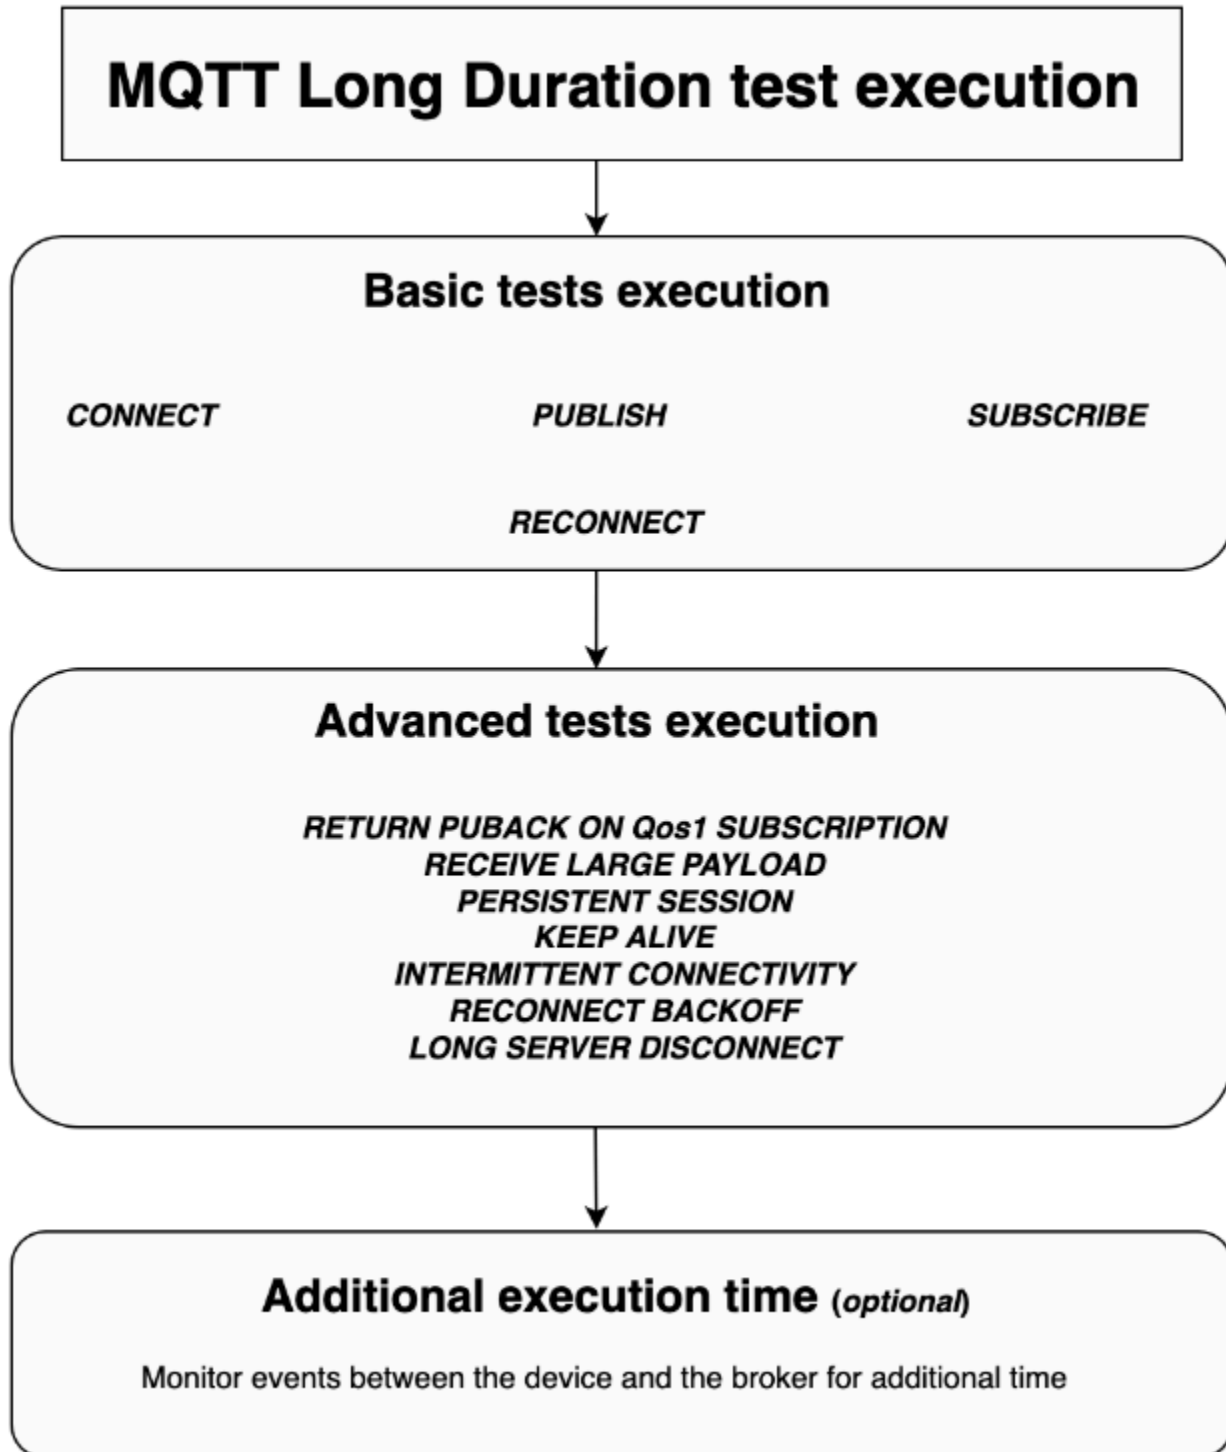 MQTT Long Duration test execution
Basic tests execution
CONNECT PUBLISH SUBSCRIBE
RECONNECT
Advanced tests execution
RETURN PUBACK ON Qos1 SUBSCRIPTION
RECEIVE LARGE PAYLOAD
PERSISTENT SESSION
KEEP ALIVE
INTERMITTENT CONNECTIVITY
RECONNECT BACKOFF
LONG SERVER DISCONNECT
Additional execution time (optional)
Monitor events between the device and the broker for additional time